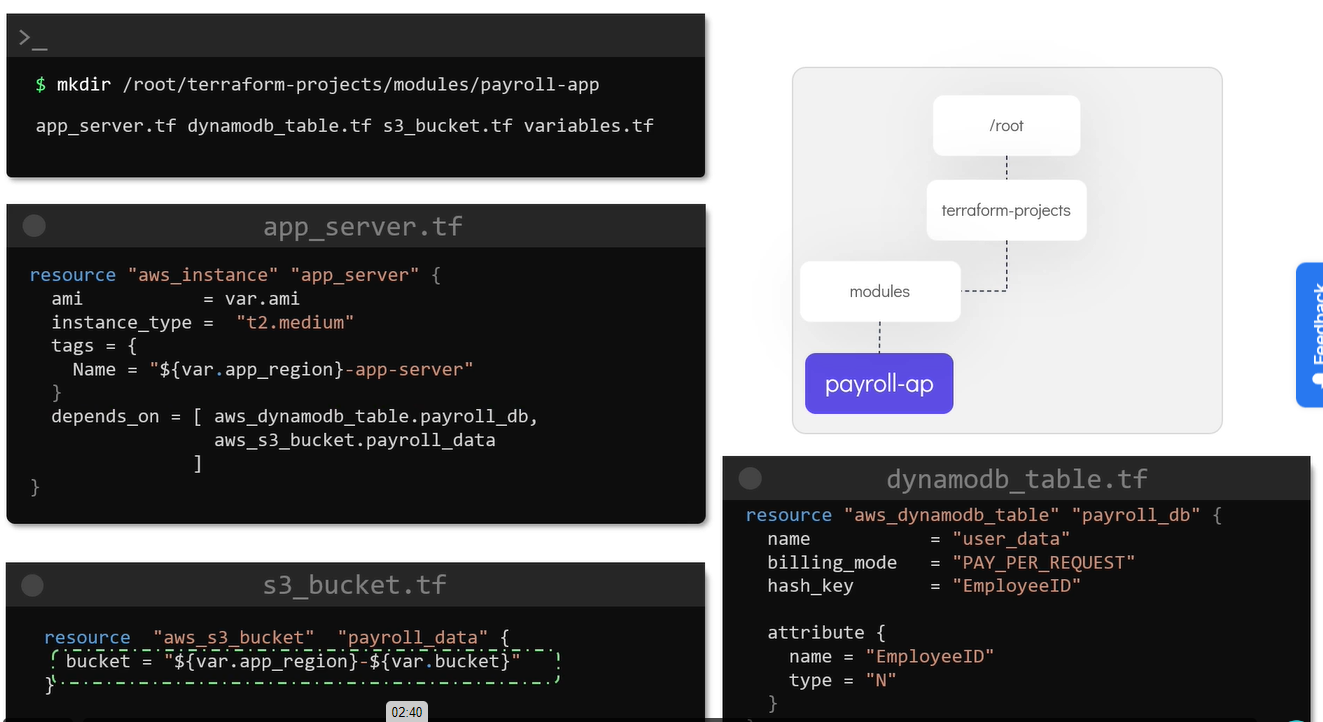 >_
$ mkdir /root/terraform-projects/modules/payroll-app
app_server.tf dynamodb_table.tf s3_bucket.tf variables.tf
app_server.tf
resource "aws_instance" "app_server" {
ami = var.ami
instance_type = "t2.medium"
tags = {
Name = "${var.app_region}-app-server"
}
depends_on = [ aws_dynamodb_table.payroll_db,
aws_s3_bucket.payroll_data
]
}
s3_bucket.tf
resource "aws_s3_bucket" "payroll_data" {
bucket = "${var.app_region}-${var.bucket}"
}
02:40
/root
terraform-projects
modules
payroll-ap
Feedback
dynamodb_table.tf
resource "aws_dynamodb_table" "payroll_db" {
name = "user_data"
billing_mode = "PAY_PER_REQUEST"
hash_key = "EmployeeID"
attribute {
name = "EmployeeID"
type = "N"
}